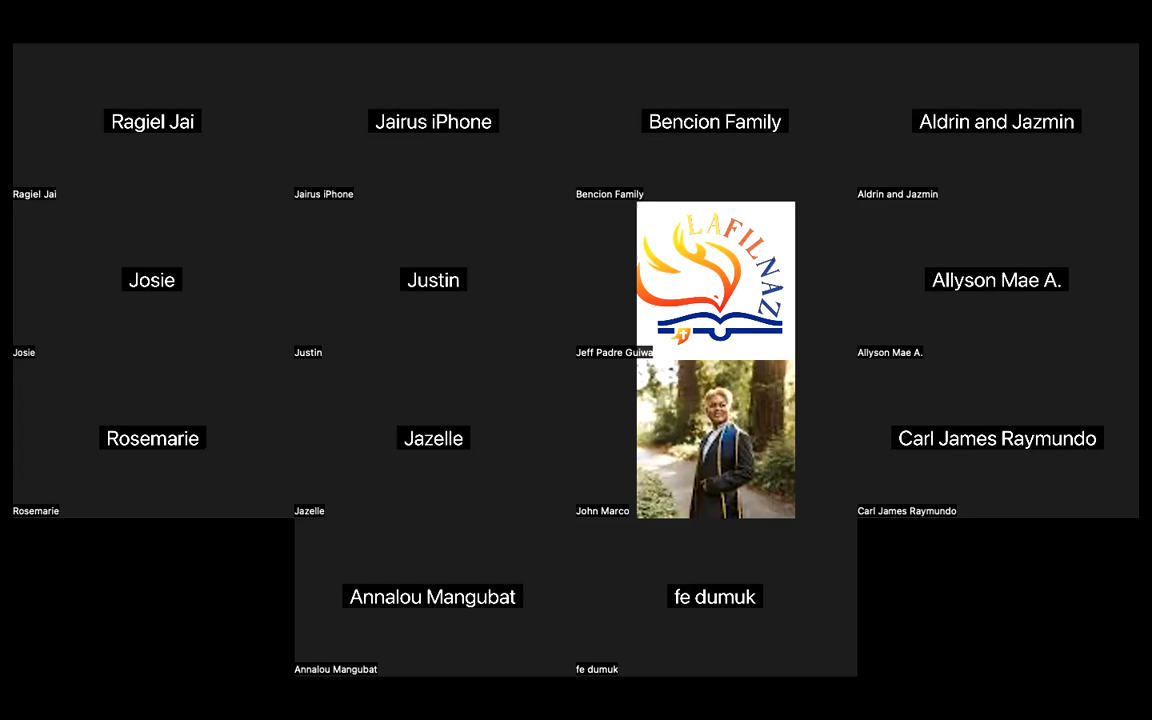 Ragiel Jai
Jairus iPhone
Bencion Family
Aldrin and Jazmin
Ragiel Jai
Jairus iPhone
Bencion Family
Aldrin and Jazmin
Josie
Justin
LAFILNAZ
Allyson Mae A.
Josie
Justin
Jeff Padre Guiwa
Allyson Mae A.
Rosemarie
Jazelle
Carl James Raymundo
Rosemarie
Jazelle
John Marco
Carl James Raymundo
Annalou Mangubat
fe dumuk
Annalou Mangubat
fe dumuk